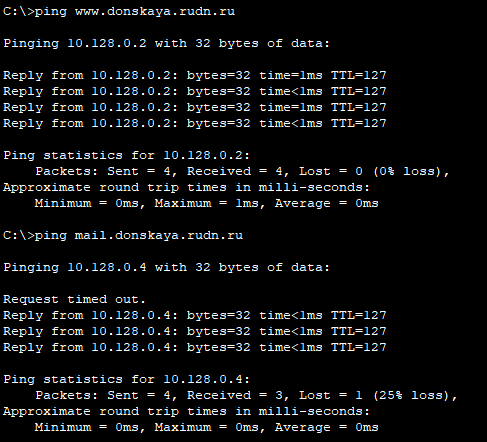 C:\>ping www.donskaya.rudn.ru
Pinging 10.128.0.2 with 32 bytes of data:
Reply from 10.128.0.2: bytes=32 time=1ms TTL=127
Reply from 10.128.0.2: bytes=32 time<1ms TTL=127
Reply from 10.128.0.2: bytes=32 time=1ms TTL=127
Reply from 10.128.0.2: bytes=32 time<1ms TTL=127
Ping statistics for 10.128.0.2:
    Packets: Sent = 4, Received = 4, Lost = 0 (0% loss),
Approximate round trip times in milli-seconds:
    Minimum = 0ms, Maximum = 1ms, Average = 0ms
C:\>ping mail.donskaya.rudn.ru
Pinging 10.128.0.4 with 32 bytes of data:
Request timed out.
Reply from 10.128.0.4: bytes=32 time<1ms TTL=127
Reply from 10.128.0.4: bytes=32 time<1ms TTL=127
Reply from 10.128.0.4: bytes=32 time<1ms TTL=127
Ping statistics for 10.128.0.4:
    Packets: Sent = 4, Received = 3, Lost = 1 (25% loss),
Approximate round trip times in milli-seconds:
    Minimum = 0ms, Maximum = 0ms, Average = 0ms